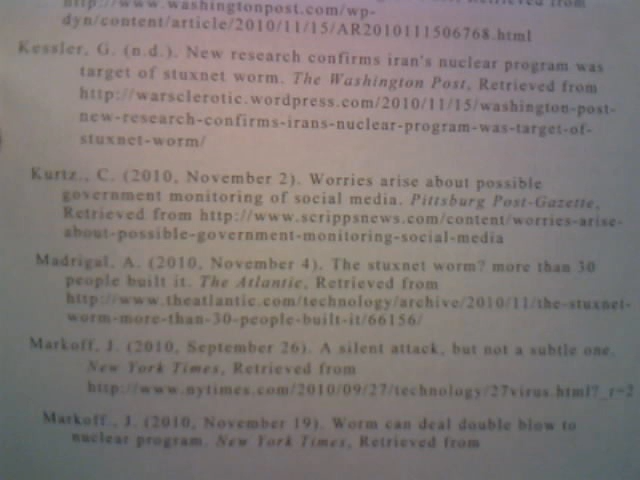 http://www.washingtonpost.com/wp-
dyn/content/article/2010/11/15/AR2010111506768.html
Kessler, G. (n.d.). New research confirms iran's nuclear program was
target of stuxnet worm. The Washington Post, Retrieved from
http://warsclerotic.wordpress.com/2010/11/15/washington-post-
new-research-confirms-irans-nuclear-program-was-target-of-
stuxnet-worm/
Kurtz., C. (2010, November 2). Worries arise about possible
government monitoring of social media. Pittsburg Post-Gazette,
Retrieved from http://www.scrippsnews.com/content/worries-arise-
about-possible-government-monitoring-social-media
Madrigal, A. (2010, November 4). The stuxnet worm? more than 30
people built it. The Atlantic, Retrieved from
http://www.theatlantic.com/technology/archive/2010/11/the-stuxnet-
worm-more-than-30-people-built-it/66156/
Markoff, J. (2010, September 26). A silent attack, but not a subtle one.
New York Times, Retrieved from
http://www.nytimes.com/2010/09/27/technology/27virus.html?_r=2
Markoff., J. (2010, November 19). Worm can deal double blow to
nuclear program. New York Times, Retrieved from